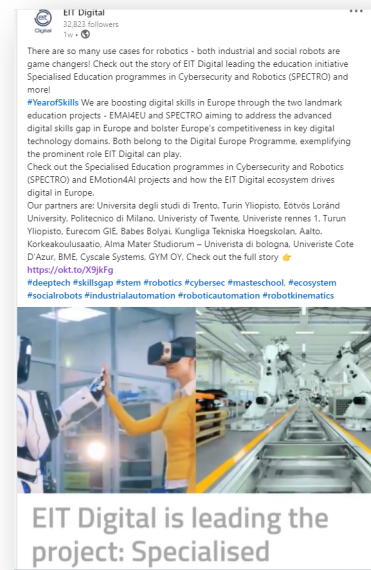 eit
Digital
EIT Digital
32,823 followers
1w •
There are so many use cases for robotics - both industrial and social robots are
game changers! Check out the story of EIT Digital leading the education initiative
Specialised Education programmes in Cybersecurity and Robotics (SPECTRO) and
more!
#YearofSkills We are boosting digital skills in Europe through the two landmark
education projects - EMAI4EU and SPECTRO aiming to address the advanced
digital skills gap in Europe and bolster Europe's competitiveness in key digital
technology domains. Both belong to the Digital Europe Programme, exemplifying
the prominent role EIT Digital can play.
Check out the Specialised Education programmes in Cybersecurity and Robotics
(SPECTRO) and EMotion4AI projects and how the EIT Digital ecosystem drives
digital in Europe.
Our partners are: Universita degli studi di Trento, Turin Yliopisto, Eötvös Loránd
University, Politecnico di Milano, Univeristy of Twente, Univeriste rennes 1, Turun
Yliopisto, Eurecom GIE, Babes Bolyai, Kungliga Tekniska Hoegskolan, Aalto,
Korkeakoulusaatio, Alma Mater Studiorum – Univerista di bologna, Univeriste Cote
D'Azur, BME, Cyscale Systems, GYM OY, Check out the full story 👉
https://okt.to/X9jkFg
#deeptech #skillsgap #stem #robotics #cybersec #masteschool, #ecosystem
#socialrobots #industrialautomation #roboticautomation #robotkinematics
EIT Digital is leading the
project: Specialised